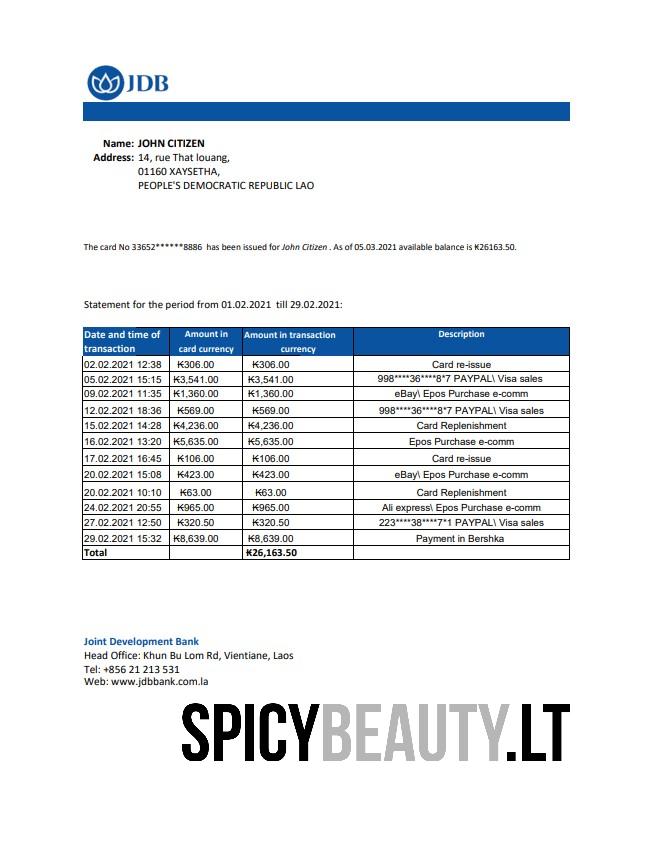 JDB
Name: JOHN CITIZEN
Address: 14, rue That louang,
01160 XAYSETHA,
PEOPLE'S DEMOCRATIC REPUBLIC LAO
The card No 33652******8886 has been issued for John Citizen . As of 05.03.2021 available balance is ₭26163.50.
Statement for the period from 01.02.2021 till 29.02.2021:
Date and time of transaction Amount in card currency Amount in transaction currency Description
02.02.2021 12:38 ₭306.00 ₭306.00 Card re-issue
05.02.2021 15:15 ₭3,541.00 ₭3,541.00 998****36****8*7 PAYPAL\ Visa sales
09.02.2021 11:35 ₭1,360.00 ₭1,360.00 eBay\ Epos Purchase e-comm
12.02.2021 18:36 ₭569.00 ₭569.00 998****36****8*7 PAYPAL\ Visa sales
15.02.2021 14:28 ₭4,236.00 ₭4,236.00 Card Replenishment
16.02.2021 13:20 ₭5,635.00 ₭5,635.00 Epos Purchase e-comm
17.02.2021 16:45 ₭106.00 ₭106.00 Card re-issue
20.02.2021 15:08 ₭423.00 ₭423.00 eBay\ Epos Purchase e-comm
20.02.2021 10:10 ₭63.00 ₭63.00 Card Replenishment
24.02.2021 20:55 ₭965.00 ₭965.00 Ali express\ Epos Purchase e-comm
27.02.2021 12:50 ₭320.50 ₭320.50 223****38****7*1 PAYPAL\ Visa sales
29.02.2021 15:32 ₭8,639.00 ₭8,639.00 Payment in Bershka
Total ₭26,163.50
Joint Development Bank
Head Office: Khun Bu Lom Rd, Vientiane, Laos
Tel: +856 21 213 531
Web: www.jdbbank.com.la
SPICYBEAUTY.LT